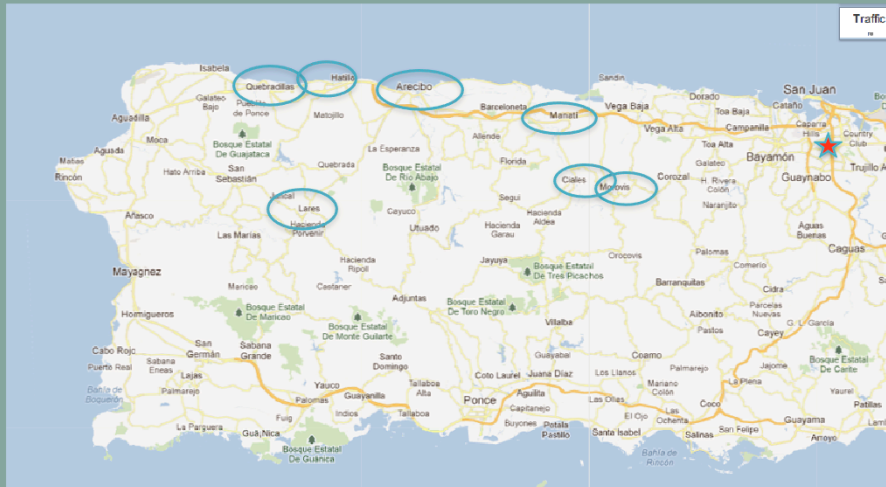 Traffic
Isabela
Quebradillas
Hatillo
Arecibo
Sandin
San Juan
Galateo
Bajo
Pueblo
de Ponce
Matojillo
Barceloneta
Manatí
Vega Baja
Dorado
Toa Baja
Cataño
Aguadilla
Vega Alta
Campanilla
Caparra
Hills
Country
Club
Moca
Bosque Estatal
De Guajataca
Allende
Toa Alta
Bayamón
Aguada
La Esperanza
Florida
Galateo
Trujillo A
Rincón
Hato Arriba
San
Sebastián
Quebrada
Bosque Estatal
De Río Abajo
Ciales
Morovis
Corozal
H. Rivera
Colón
Guaynabo
Lares
Segui
Naranjito
Añasco
Hacienda
Porvenir
Cayuco
Hacienda
Aldea
Las Marias
Utuado
Hacienda
Garau
Aguas
Buenas
Caguas
Orocovis
Palomas
Comerio
Mayagnez
Hacienda
Ripoll
Jayuya
Bosque Estatal
De Tres Picachos
Maricao
Castaner
Barranquitas
Cidra
Hormigueros
Bosque Estatal
De Maricao
Adjuntas
Bosque Estatal
De Toro Negro
Aibonito
Parcelas
Nuevas
Bosque Estatal
De Monte Guilarte
Villalba
Pastos
Cayey
G. L. Garcia
Cabo Rojo
San
Germán
Sabana
Grande
Santo
Domingo
Guayabal
Coamo
Bosque Estatal
De Carite
Puerto Real
Sabana
Eneas
Lajas
Coto Laurel
Juana Díaz
Los Llanos
Palmarejo
Jajome
Bahía de
Boquerón
Palmarejo
Yauco
Guayanilla
Tallaboa
Alta
Mariano
Colón
La Plena
Yaurel
Palomas
Ponce
Aguilita
Las Ollas
Coco
Patillas
Fuig
Indios
Tallaboa
Capitanejo
El Ojo
Las
Ochenta
Guayama
La Parguera
Guá¡Nica
Buyones
Potala
Pastillo
Santa Isabel
Salinas
San Felipe
Arroyo
Bosque Estatal
De Guánica
Bahía de
Rincón